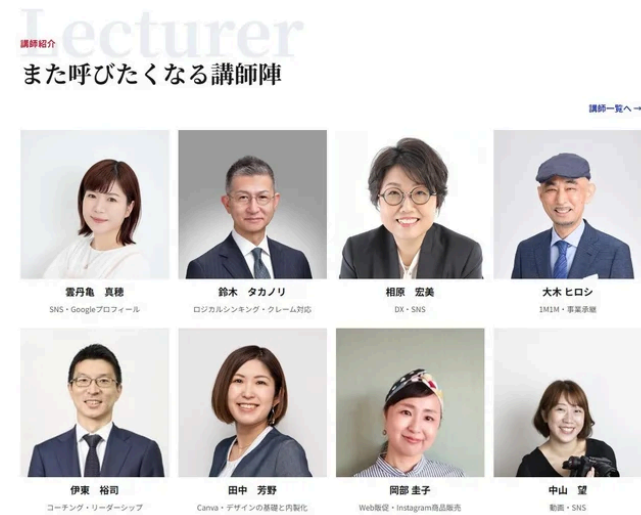 Lecturer
講師紹介
また呼びたくなる講師陣
講師一覧へ →
雲丹亀　真穂
SNS・Googleプロフィール
鈴木　タカノリ
ロジカルシンキング・クレーム対応
相原　宏美
DX・SNS
大木 ヒロシ
1M1M・事業承継
伊東　裕司
コーチング・リーダーシップ
田中　芳野
Canva・デザインの基礎と内製化
岡部 圭子
Web販促・Instagram商品販売
中山　望
動画・SNS